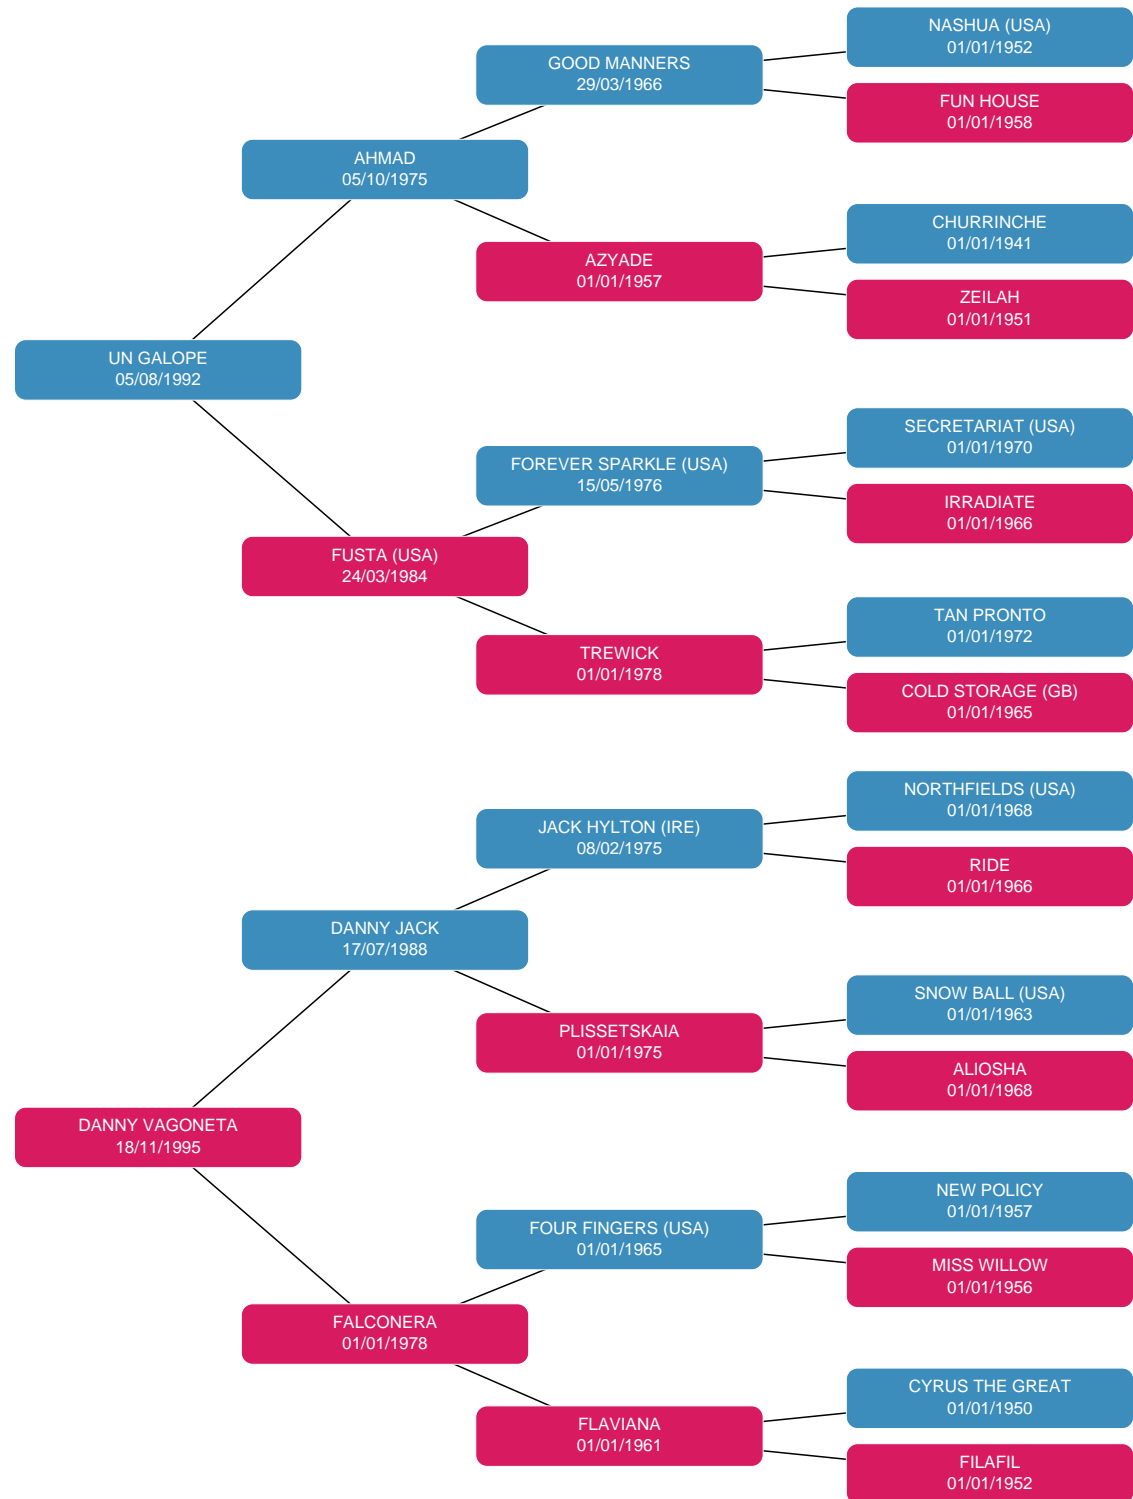 NASHUA (USA)
01/01/1952
GOOD MANNERS
29/03/1966
FUN HOUSE
01/01/1958
AHMAD
05/10/1975
CHURRINCHE
01/01/1941
AZYADE
01/01/1957
ZEILAH
01/01/1951
UN GALOPE
05/08/1992
SECRETARIAT (USA)
01/01/1970
FOREVER SPARKLE (USA)
15/05/1976
IRRADIATE
01/01/1966
FUSTA (USA)
24/03/1984
TAN PRONTO
01/01/1972
TREWICK
01/01/1978
COLD STORAGE (GB)
01/01/1965
NORTHFIELDS (USA)
01/01/1968
JACK HYLTON (IRE)
08/02/1975
RIDE
01/01/1966
DANNY JACK
17/07/1988
SNOW BALL (USA)
01/01/1963
PLISSETSKAIA
01/01/1975
ALIOSHA
01/01/1968
DANNY VAGONETA
18/11/1995
NEW POLICY
01/01/1957
FOUR FINGERS (USA)
01/01/1965
MISS WILLOW
01/01/1956
FALCONERA
01/01/1978
CYRUS THE GREAT
01/01/1950
FLAVIANA
01/01/1961
FILAFIL
01/01/1952